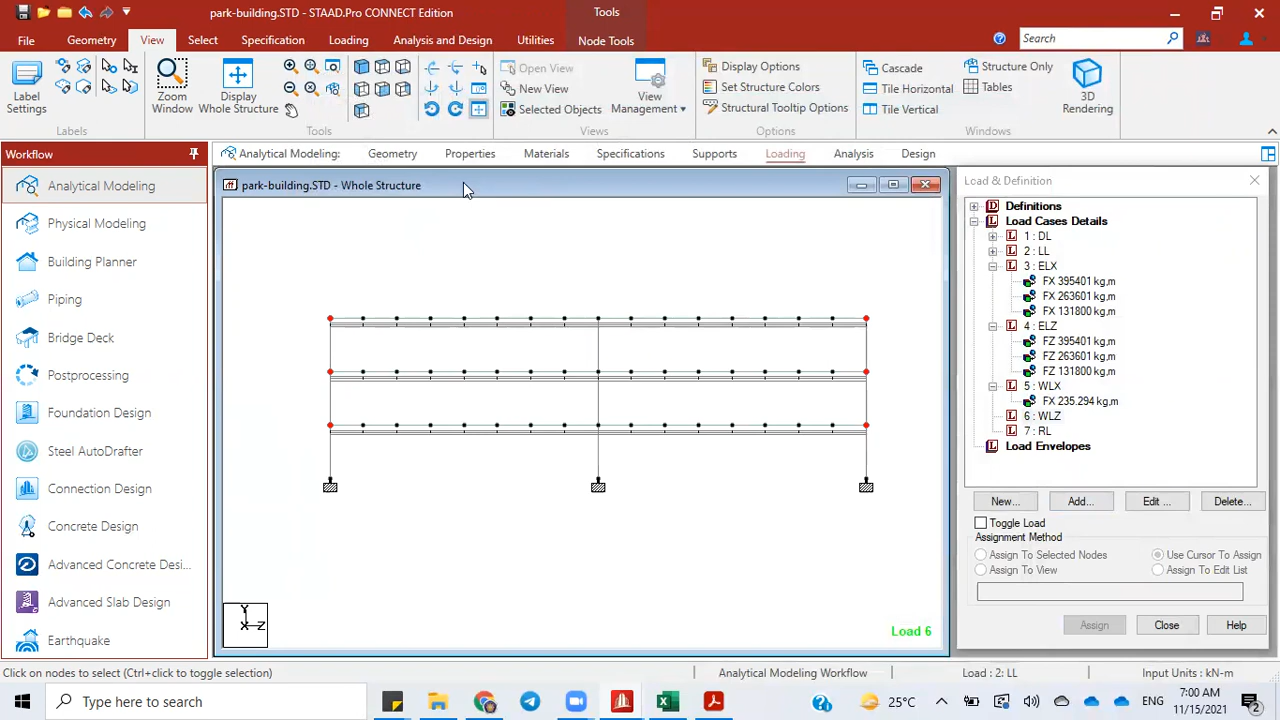 park-building.STD - STAAD.Pro CONNECT Edition
Tools
File
Geometry
View
Select
Specification
Loading
Analysis and Design
Utilities
Node Tools
Search
Label Settings
Zoom Window
Display Whole Structure
Open View
New View
Selected Objects
View Management
Display Options
Set Structure Colors
Structural Tooltip Options
Cascade
Tile Horizontal
Tile Vertical
Structure Only
Tables
3D Rendering
Labels
Tools
Views
Options
Windows
Workflow
Analytical Modeling:
Geometry
Properties
Materials
Specifications
Supports
Loading
Analysis
Design
Analytical Modeling
Physical Modeling
Building Planner
Piping
Bridge Deck
Postprocessing
Foundation Design
Steel AutoDrafter
Connection Design
Concrete Design
Advanced Concrete Desi...
Advanced Slab Design
Earthquake
park-building.STD - Whole Structure
Y
X
Z
Load 6
Load & Definition
D Definitions
L Load Cases Details
L 1 : DL
L 2 : LL
L 3 : ELX
FX 395401 kg,m
FX 263601 kg,m
FX 131800 kg,m
L 4 : ELZ
FZ 395401 kg,m
FZ 263601 kg,m
FZ 131800 kg,m
L 5 : WLX
FX 235.294 kg,m
L 6 : WLZ
L 7 : RL
L Load Envelopes
New...
Add...
Edit ...
Delete...
Toggle Load
Assignment Method
Assign To Selected Nodes
Use Cursor To Assign
Assign To View
Assign To Edit List
Assign
Close
Help
Click on nodes to select (Ctrl+click to toggle selection)
Analytical Modeling Workflow
Load : 2: LL
Input Units : kN-m
Type here to search
25°C
7:00 AM
11/15/2021
2